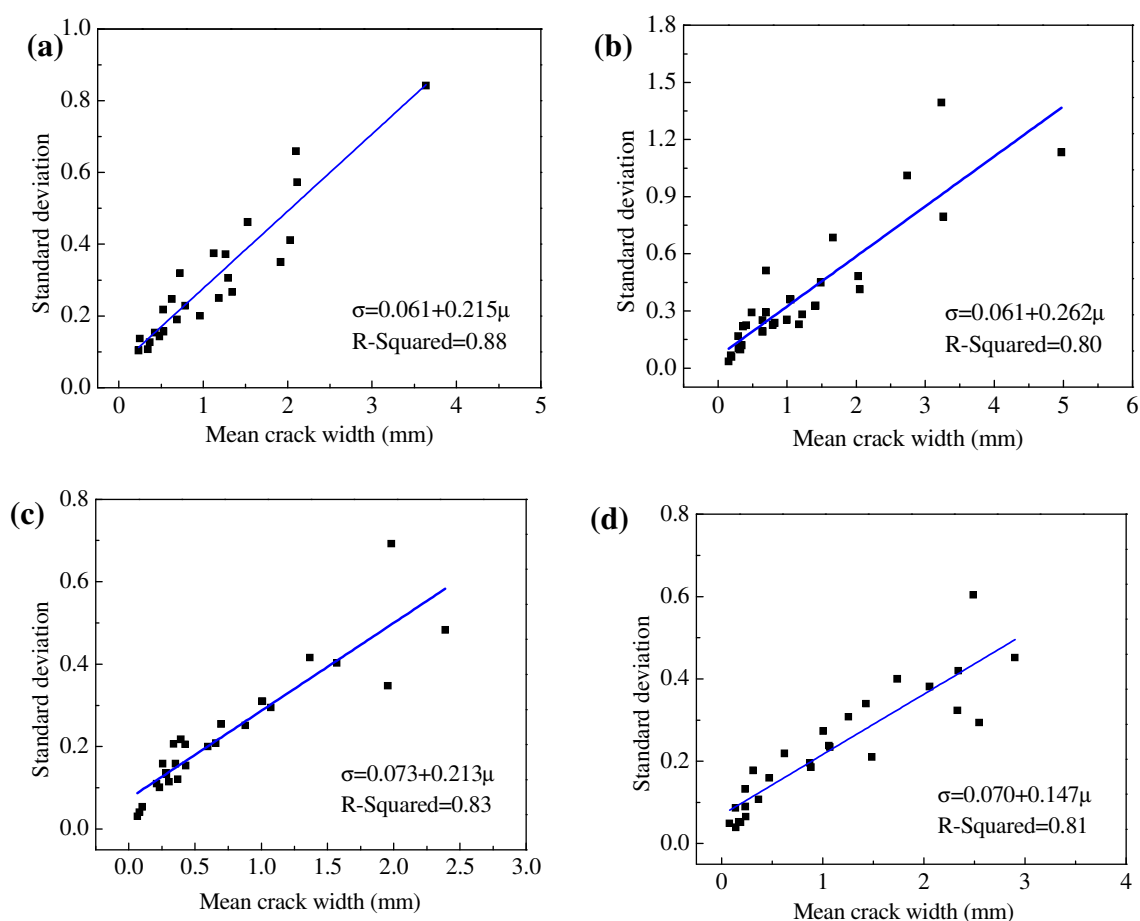 (a)
1.0
0.8
0.6
0.4
0.2
0.0
Standard deviation
σ=0.061+0.215μ
R-Squared=0.88
0 1 2 3 4 5
Mean crack width (mm)
(b)
1.8
1.5
1.2
0.9
0.6
0.3
0.0
Standard deviation
σ=0.061+0.262μ
R-Squared=0.80
0 1 2 3 4 5 6
Mean crack width (mm)
(c)
0.8
0.6
0.4
0.2
0.0
Standard deviation
σ=0.073+0.213μ
R-Squared=0.83
0.0 0.5 1.0 1.5 2.0 2.5 3.0
Mean crack width (mm)
(d)
0.8
0.6
0.4
0.2
0.0
Standard deviation
σ=0.070+0.147μ
R-Squared=0.81
0 1 2 3 4
Mean crack width (mm)